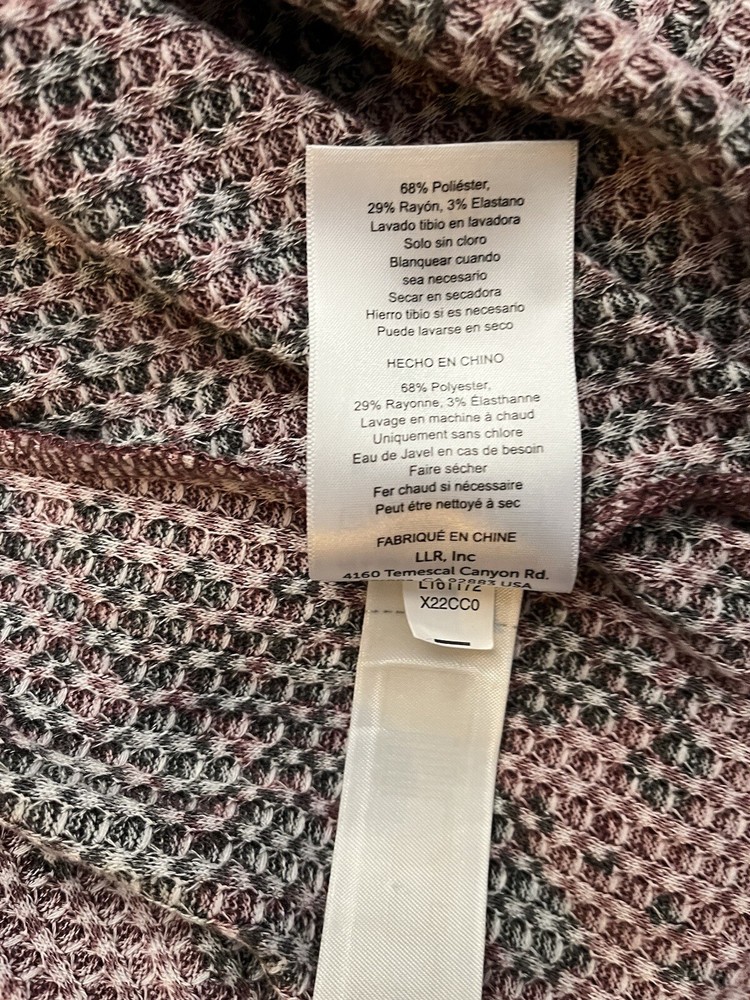 68% Poliéster,
29% Rayón, 3% Elastano
Lavado tibio en lavadora
Solo sin cloro
Blanquear cuando
sea necesario
Secar en secadora
Hierro tibio si es necesario
Puede lavarse en seco
HECHO EN CHINO
68% Polyester,
29% Rayonne, 3% Élasthanne
Lavage en machine à chaud
Uniquement sans chlore
Eau de Javel en cas de besoin
Faire sécher
Fer chaud si nécessaire
Peut être nettoyé à sec
FABRIQUÉ EN CHINE
LLR, Inc
4160 Temescal Canyon Rd.
92883 USA
X22CC0